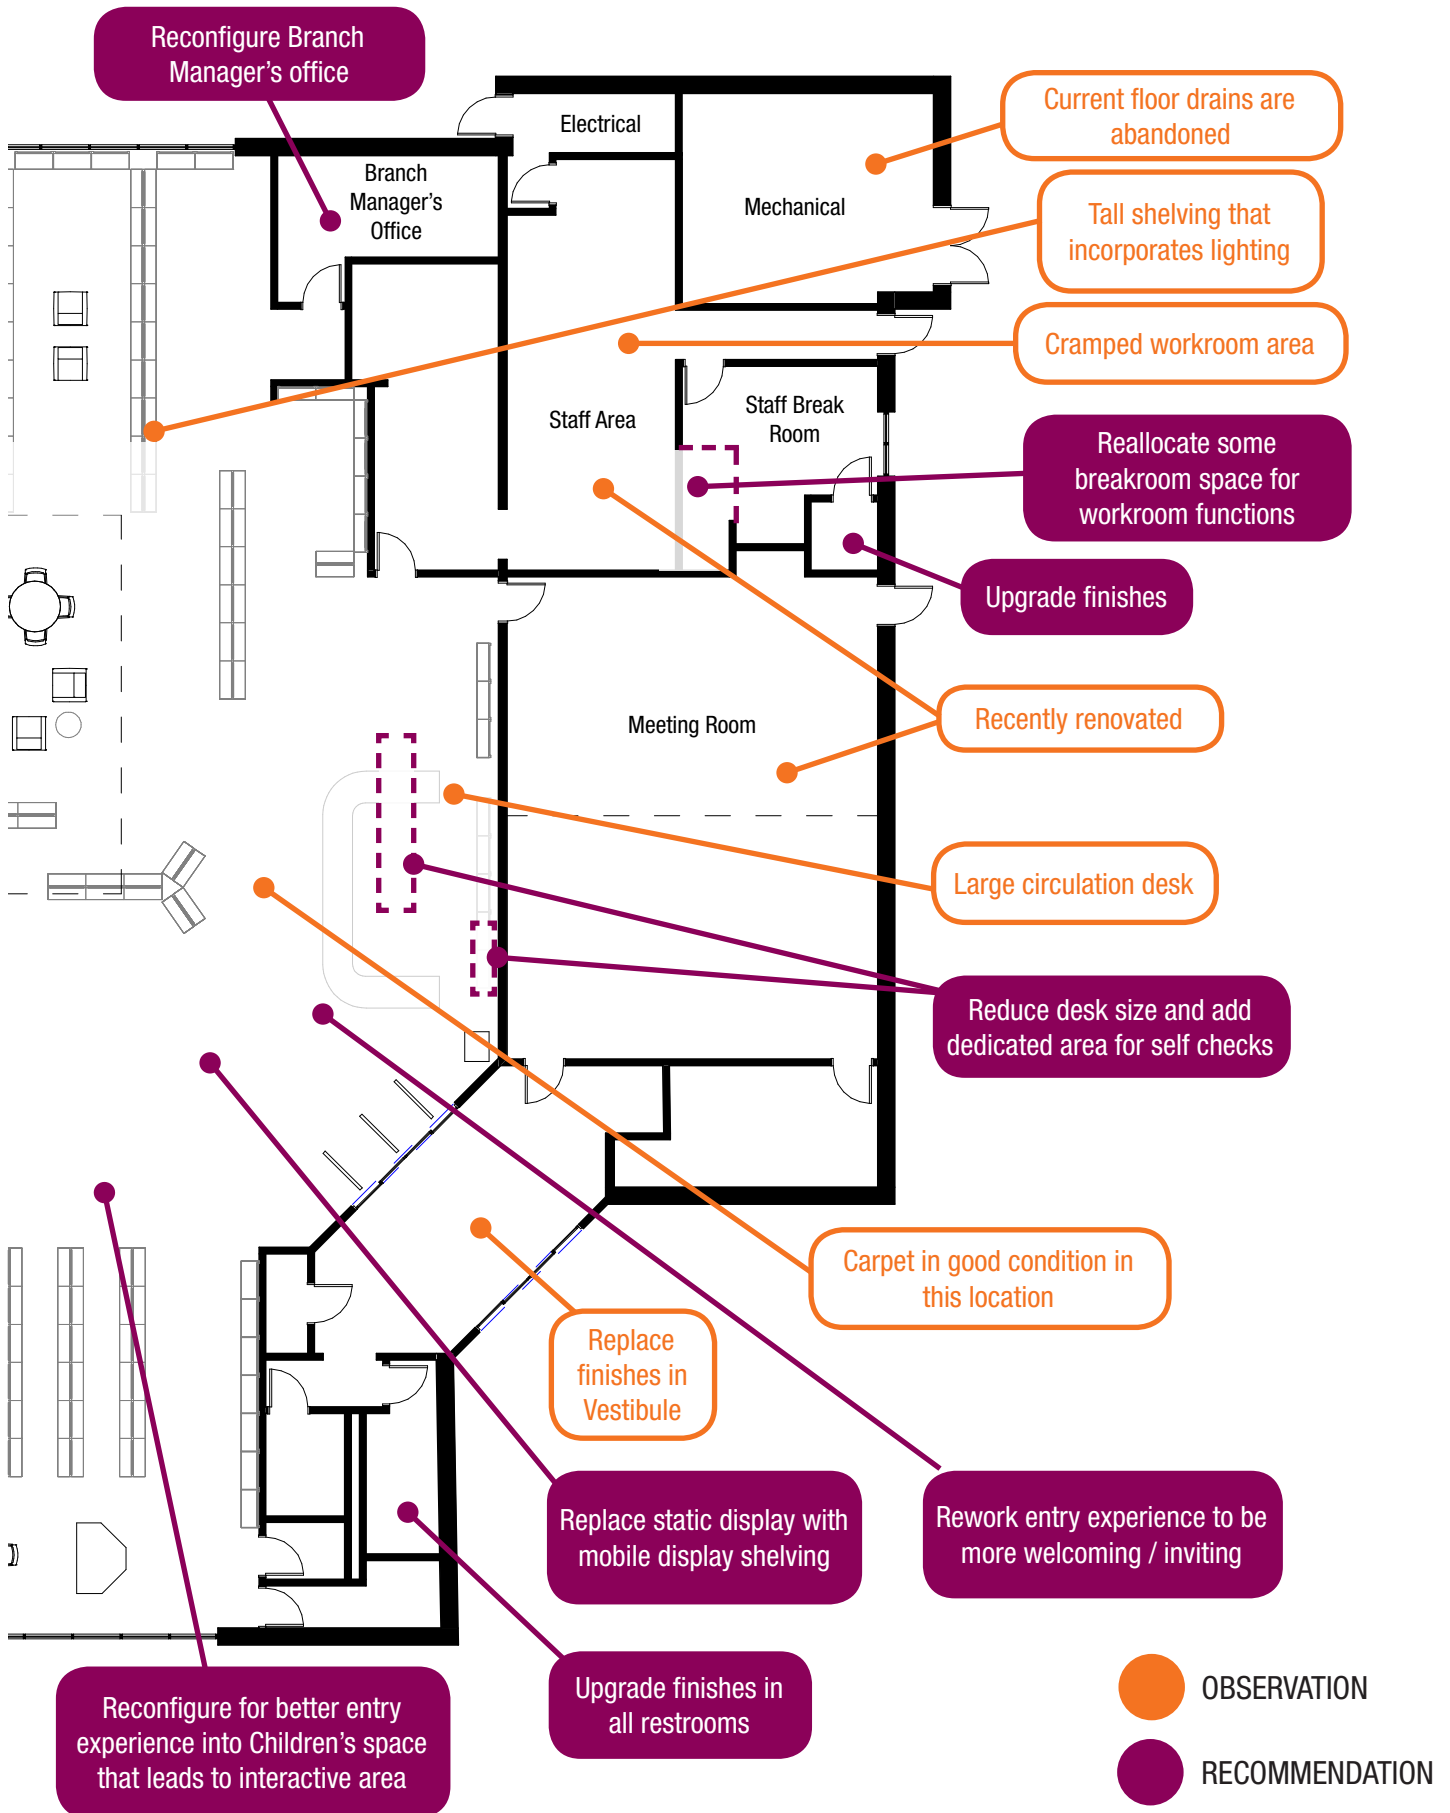 Reconfigure Branch
Manager’s office
Electrical
Current floor drains are
abandoned
Branch
Manager’s
Office
Mechanical
Tall shelving that
incorporates lighting
Cramped workroom area
Staff Area
Staff Break
Room
Reallocate some
breakroom space for
workroom functions
Upgrade finishes
Meeting Room
Recently renovated
Large circulation desk
Reduce desk size and add
dedicated area for self checks
Carpet in good condition in
this location
Replace
finishes in
Vestibule
Replace static display with
mobile display shelving
Rework entry experience to be
more welcoming / inviting
Upgrade finishes in
all restrooms
Reconfigure for better entry
experience into Children’s space
that leads to interactive area
OBSERVATION
RECOMMENDATION